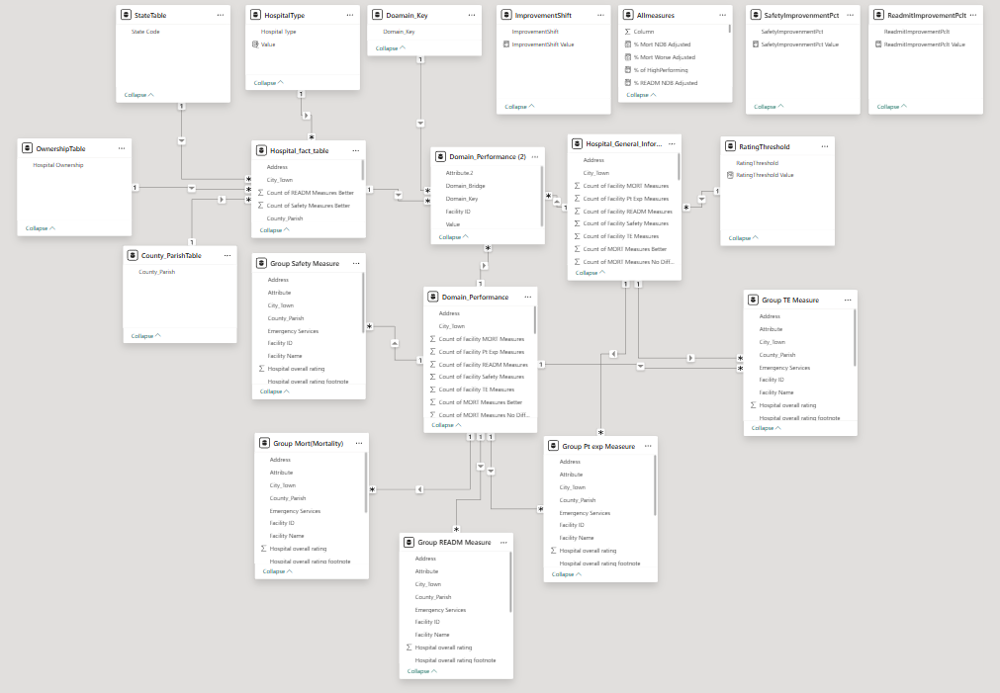 StateTable
State Code
Collapse
HospitalType
Hospital Type
Value
Collapse
Doamain_Key
Domain_Key
Collapse
ImprovementShift
ImprovementShift
ImprovementShift Value
Collapse
Allmeasures
Column
% Mort NDB Adjusted
% Mort Worse Adjusted
% of HighPerforming
% READM NDB Adjusted
Collapse
SafetyImprovenmentPct
SafetyImprovenmentPct
SafetyImprovenmentPct Value
Collapse
ReadmitImprovementPclt
ReadmitImprovementPclt
ReadmitImprovementPclt Value
Collapse
OwnershipTable
Hospital Ownership
Collapse
Hospital_fact_table
Address
City_Town
Count of READM Measures Better
Count of Safety Measures Better
County_Parish
Collapse
Domain_Performance (2)
Attribute.2
Domain_Bridge
Domain_Key
Facility ID
Value
Collapse
Hospital_General_Infor...
Address
City_Town
Count of Facility MORT Measures
Count of Facility Pt Exp Measures
Count of Facility READM Measures
Count of Facility Safety Measures
Count of Facility TE Measures
Count of MORT Measures Better
Count of MORT Measures No Diff...
Collapse
RatingThreshold
RatingThreshold
RatingThreshold Value
Collapse
County_ParishTable
County_Parish
Collapse
Group Safety Measure
Address
Attribute
City_Town
County_Parish
Emergency Services
Facility ID
Facility Name
Hospital overall rating
Hospital overall rating footnote
Collapse
Domain_Performance
Address
City_Town
Count of Facility MORT Measures
Count of Facility Pt Exp Measures
Count of Facility READM Measures
Count of Facility Safety Measures
Count of Facility TE Measures
Count of MORT Measures Better
Count of MORT Measures No Diff...
Collapse
Group TE Measure
Address
Attribute
City_Town
County_Parish
Emergency Services
Facility ID
Facility Name
Hospital overall rating
Hospital overall rating footnote
Collapse
Group Mort(Mortality)
Address
Attribute
City_Town
County_Parish
Emergency Services
Facility ID
Facility Name
Hospital overall rating
Hospital overall rating footnote
Collapse
Group Pt exp Measeure
Address
Attribute
City_Town
County_Parish
Emergency Services
Facility ID
Facility Name
Hospital overall rating
Hospital overall rating footnote
Collapse
Group READM Measure
Address
Attribute
City_Town
County_Parish
Emergency Services
Facility ID
Facility Name
Hospital overall rating
Hospital overall rating footnote
Collapse